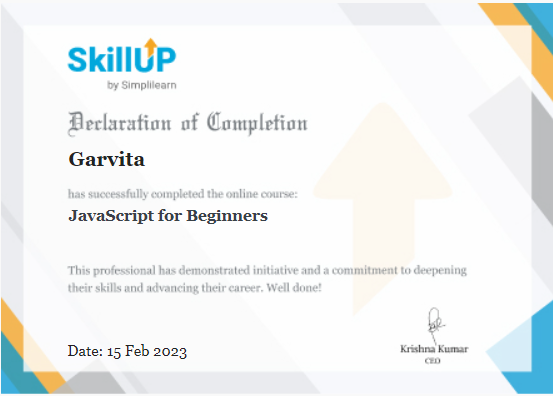 SkillUP
by Simplilearn
Declaration of Completion
Garvita
has successfully completed the online course:
JavaScript for Beginners
This professional has demonstrated initiative and a commitment to deepening
their skills and advancing their career. Well done!
Date: 15 Feb 2023
Krishna Kumar
CEO